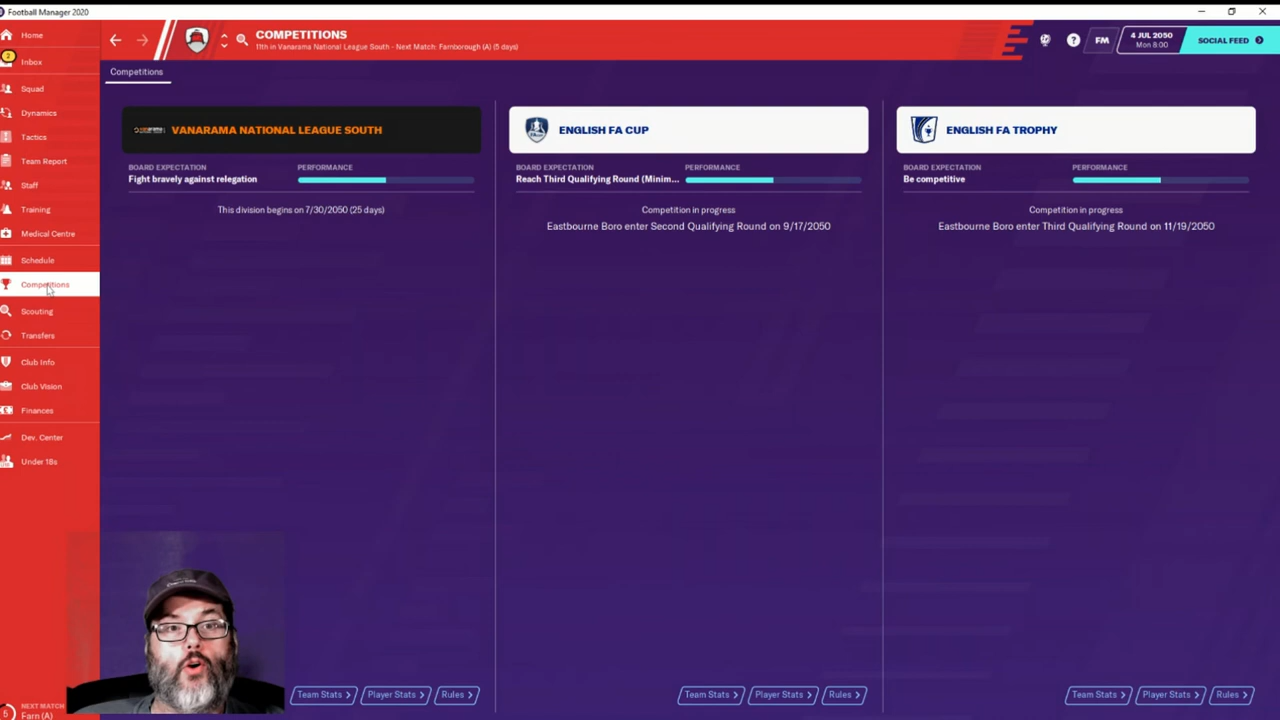 Football Manager 2020
Home
2
Inbox
Squad
Dynamics
Tactics
Team Report
Staff
Training
Medical Centre
Schedule
Competitions
Scouting
Transfers
Club Info
Club Vision
Finances
Dev. Center
Under 18s
5
NEXT MATCH
Farn (A)
COMPETITIONS
11th in Vanarama National League South - Next Match: Farnborough (A) (5 days)
?
FM
4 JUL 2050
Mon 8:00
SOCIAL FEED
Competitions
VANARAMA NATIONAL LEAGUE SOUTH
BOARD EXPECTATION
Fight bravely against relegation
PERFORMANCE
This division begins on 7/30/2050 (25 days)
Team Stats >
Player Stats >
Rules >
ENGLISH FA CUP
BOARD EXPECTATION
Reach Third Qualifying Round (Minim...
PERFORMANCE
Competition in progress
Eastbourne Boro enter Second Qualifying Round on 9/17/2050
Team Stats >
Player Stats >
Rules >
ENGLISH FA TROPHY
BOARD EXPECTATION
Be competitive
PERFORMANCE
Competition in progress
Eastbourne Boro enter Third Qualifying Round on 11/19/2050
Team Stats >
Player Stats >
Rules >